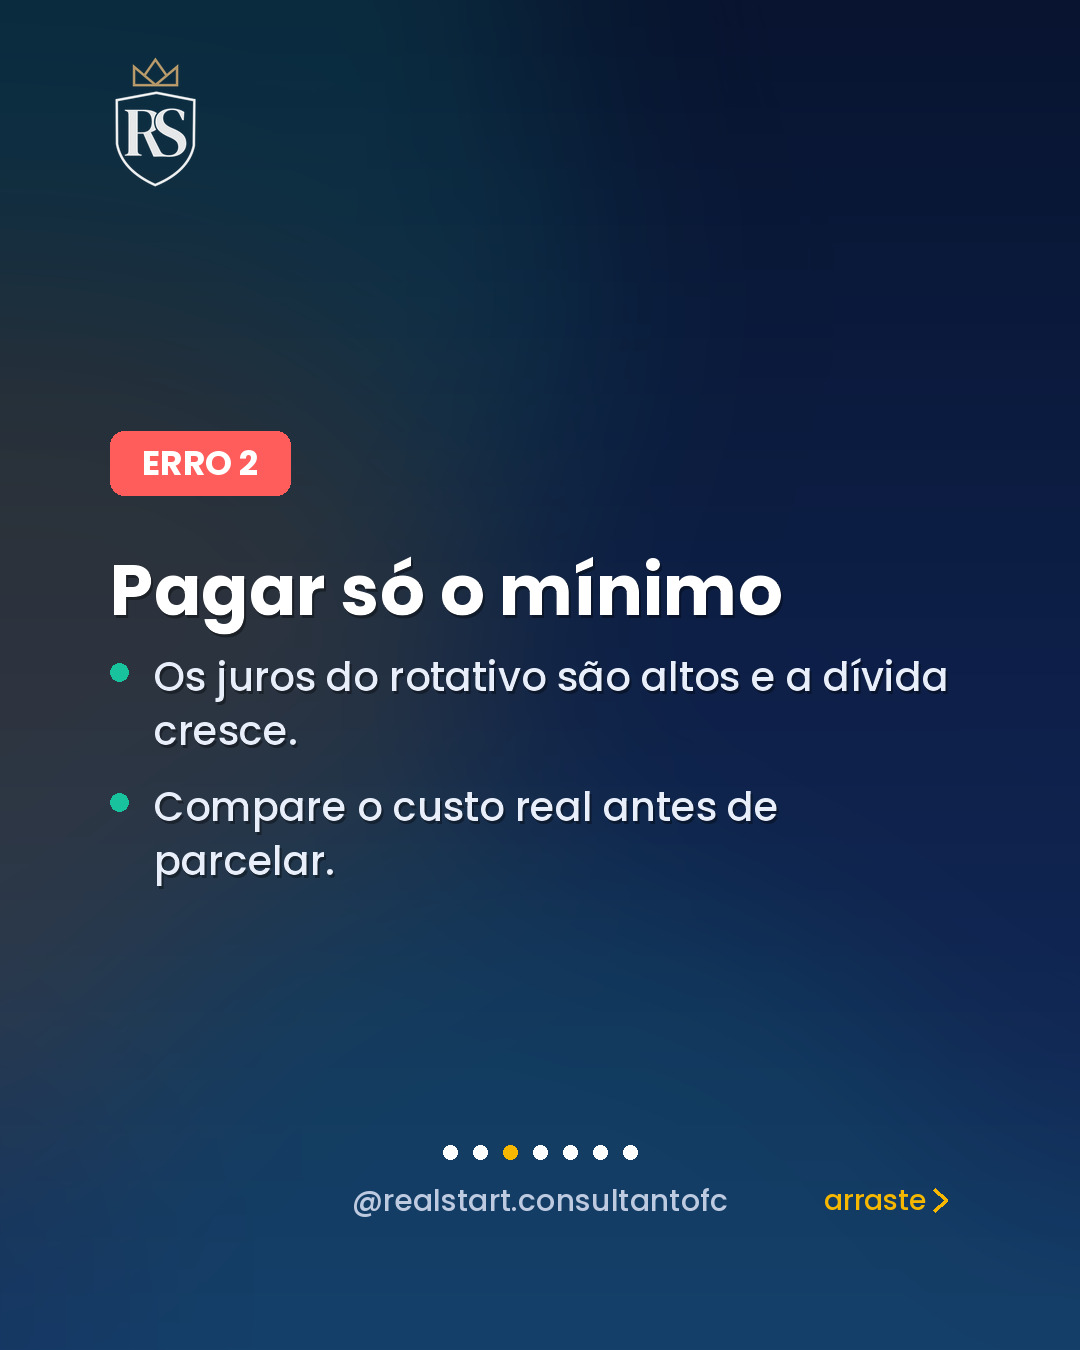 RS
ERRO 2
Pagar só o mínimo
Os juros do rotativo são altos e a dívida
cresce.
Compare o custo real antes de
parcelar.
@realstart.consultantofc
arraste